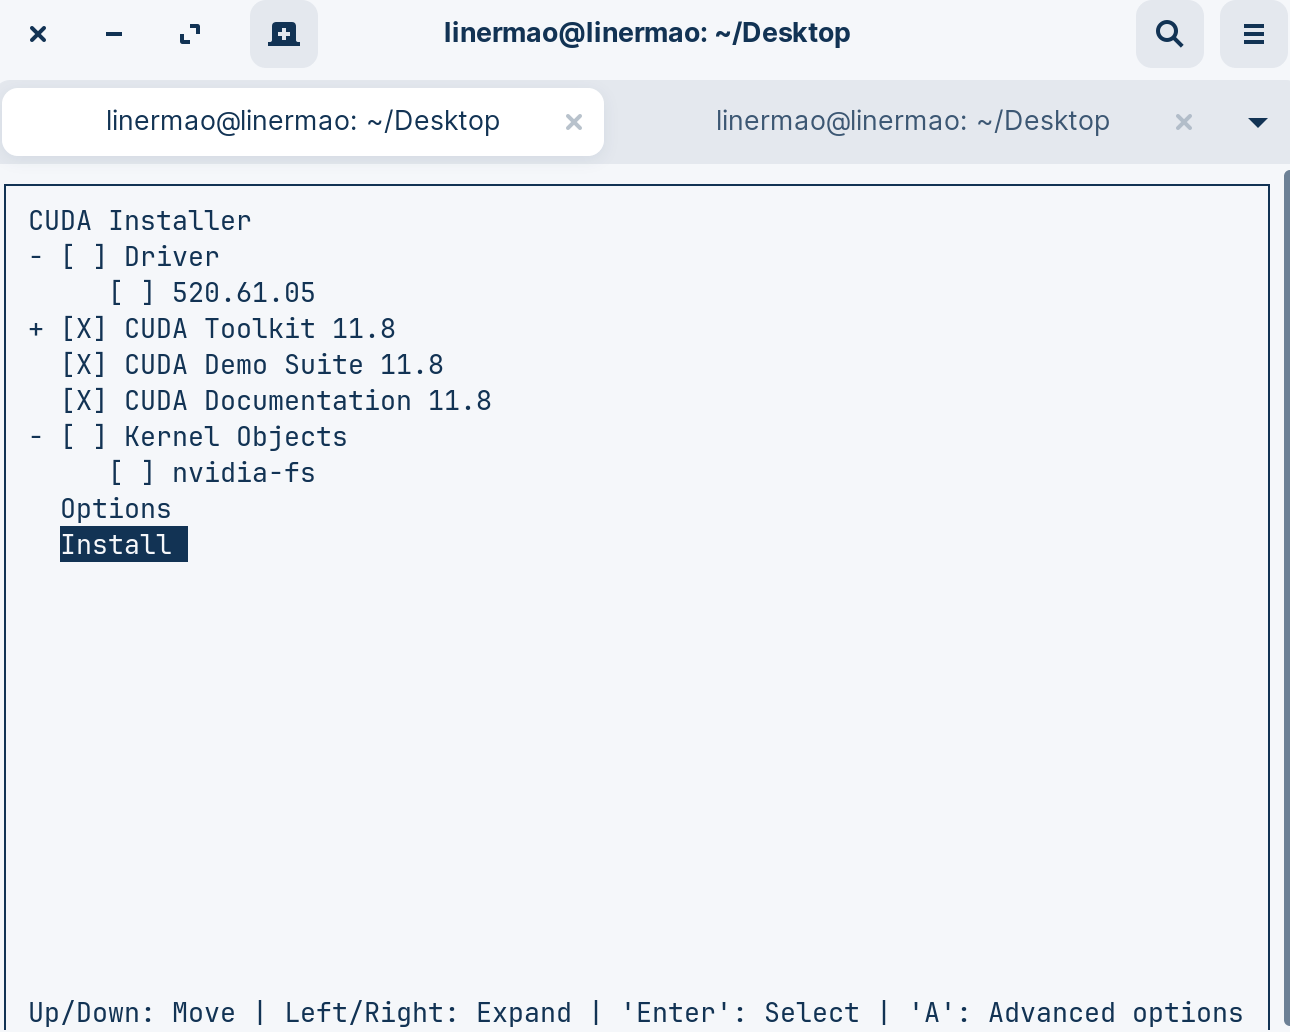 linermao@linermao: ~/Desktop
linermao@linermao: ~/Desktop linermao@linermao: ~/Desktop
CUDA Installer
- [ ] Driver
[ ] 520.61.05
+ [X] CUDA Toolkit 11.8
[X] CUDA Demo Suite 11.8
[X] CUDA Documentation 11.8
- [ ] Kernel Objects
[ ] nvidia-fs
Options
Install
Up/Down: Move | Left/Right: Expand | 'Enter': Select | 'A': Advanced options